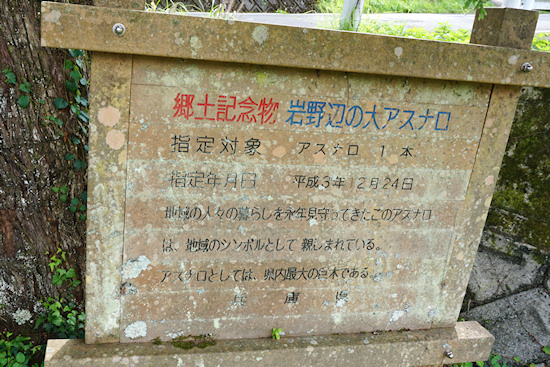 郷土記念物 岩野辺の大アスナロ
指定対象 アスナロ 1本
指定年月日 平成3年12月24日
地域の人々の暮らしを永年見守ってきたこのアスナロ
は、地域のシンボルとして親しまれている。
アスナロとしては、県内最大の巨木である。
兵庫県